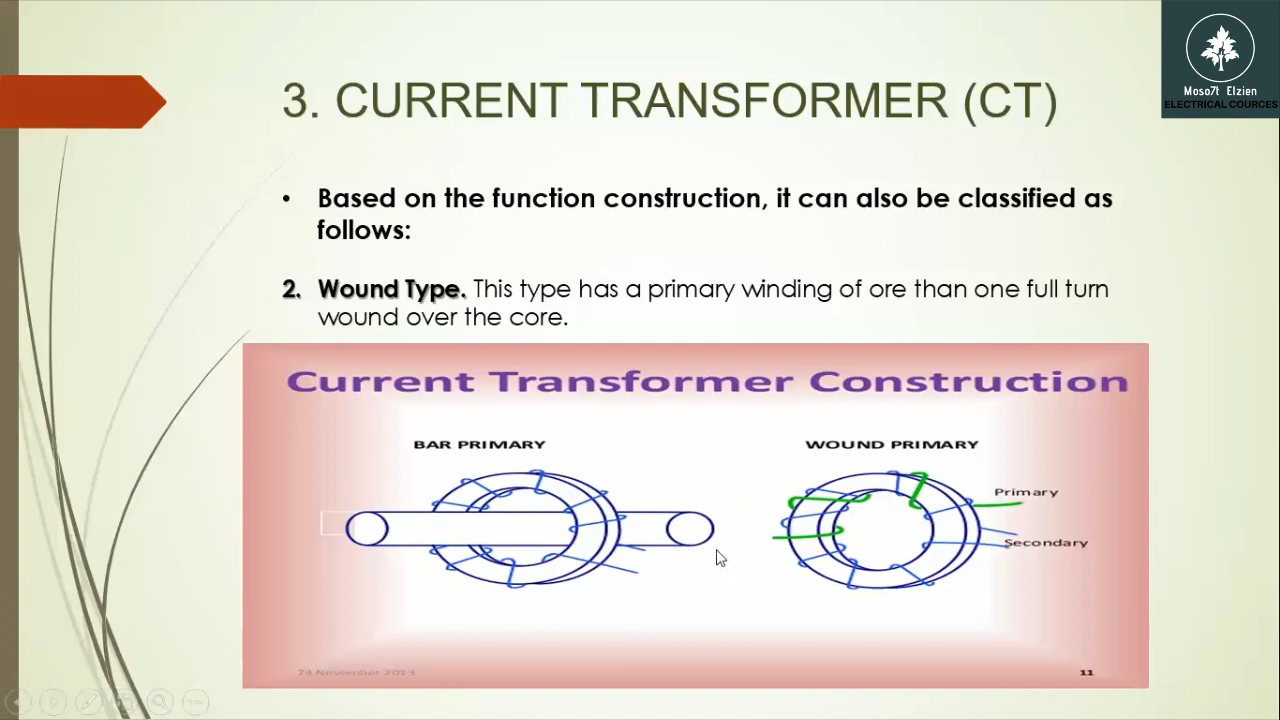 Moso7t Elzien
ELECTRICAL COURCES
3. CURRENT TRANSFORMER (CT)
• Based on the function construction, it can also be classified as
follows:
2. Wound Type. This type has a primary winding of ore than one full turn
wound over the core.
Current Transformer Construction
BAR PRIMARY
WOUND PRIMARY
Primary
Secondary
24 November 2013
11